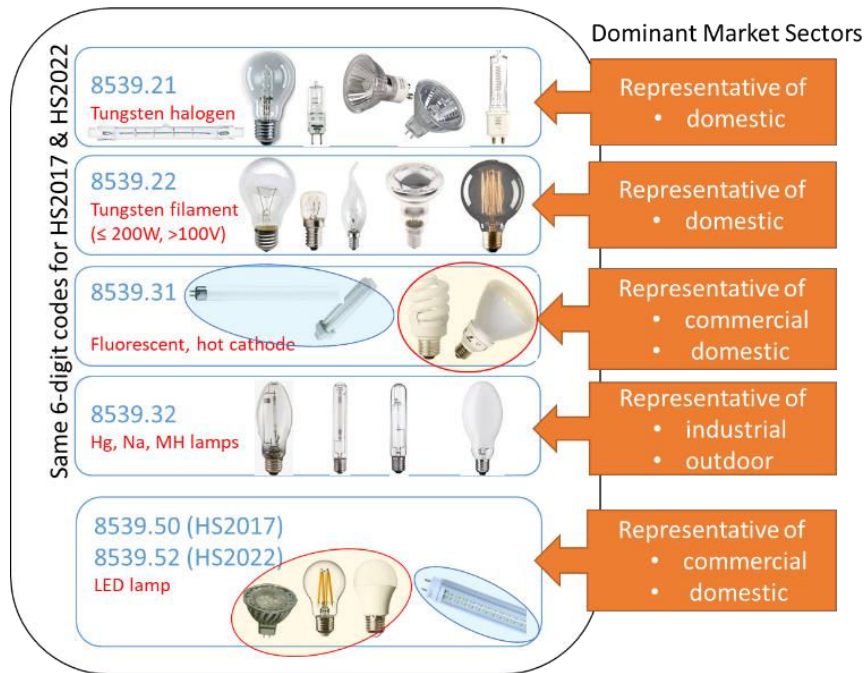 Dominant Market Sectors
Same 6-digit codes for HS2017 & HS2022
8539.21
Tungsten halogen
Representative of
• domestic
8539.22
Tungsten filament
(≤ 200W, >100V)
Representative of
• domestic
8539.31
Fluorescent, hot cathode
Representative of
• commercial
• domestic
8539.32
Hg, Na, MH lamps
Representative of
• industrial
• outdoor
8539.50 (HS2017)
8539.52 (HS2022)
LED lamp
Representative of
• commercial
• domestic